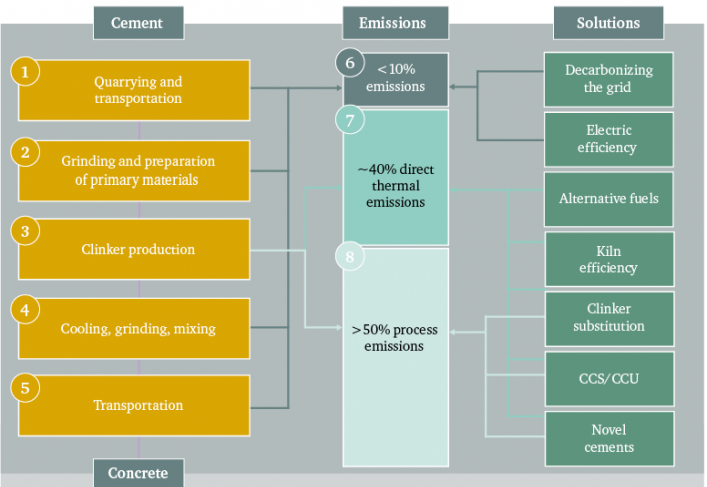 Cement
Emissions
Solutions
1
Quarrying and
transportation
2
Grinding and preparation
of primary materials
3
Clinker production
4
Cooling, grinding, mixing
5
Transportation
Concrete
6
<10%
emissions
7
~40% direct
thermal
emissions
8
>50% process
emissions
Decarbonizing
the grid
Electric
efficiency
Alternative fuels
Kiln
efficiency
Clinker
substitution
CCS/CCU
Novel
cements